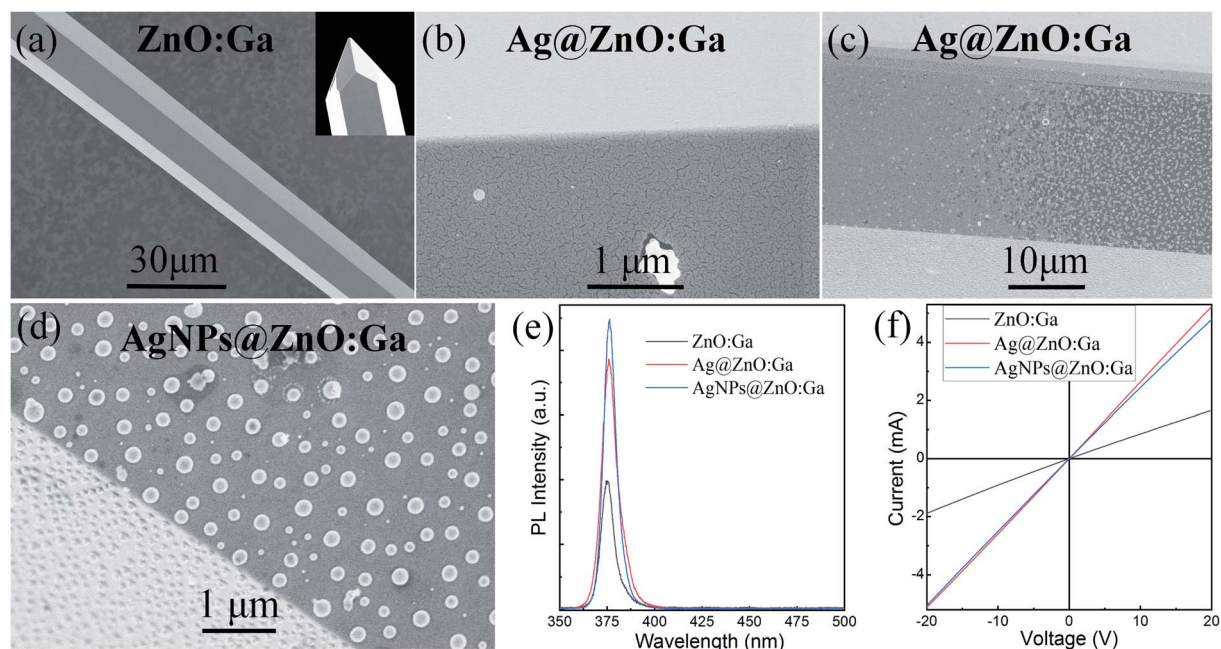 (a) ZnO:Ga
30μm
(b) Ag@ZnO:Ga
1 μm
(c) Ag@ZnO:Ga
10μm
(d) AgNPs@ZnO:Ga
1 μm
(e)
ZnO:Ga
Ag@ZnO:Ga
AgNPs@ZnO:Ga
PL Intensity (a.u.)
350 375 400 425 450 475 500
Wavelength (nm)
(f)
ZnO:Ga
Ag@ZnO:Ga
AgNPs@ZnO:Ga
Current (mA)
4
2
0
-2
-4
-20 -10 0 10 20
Voltage (V)